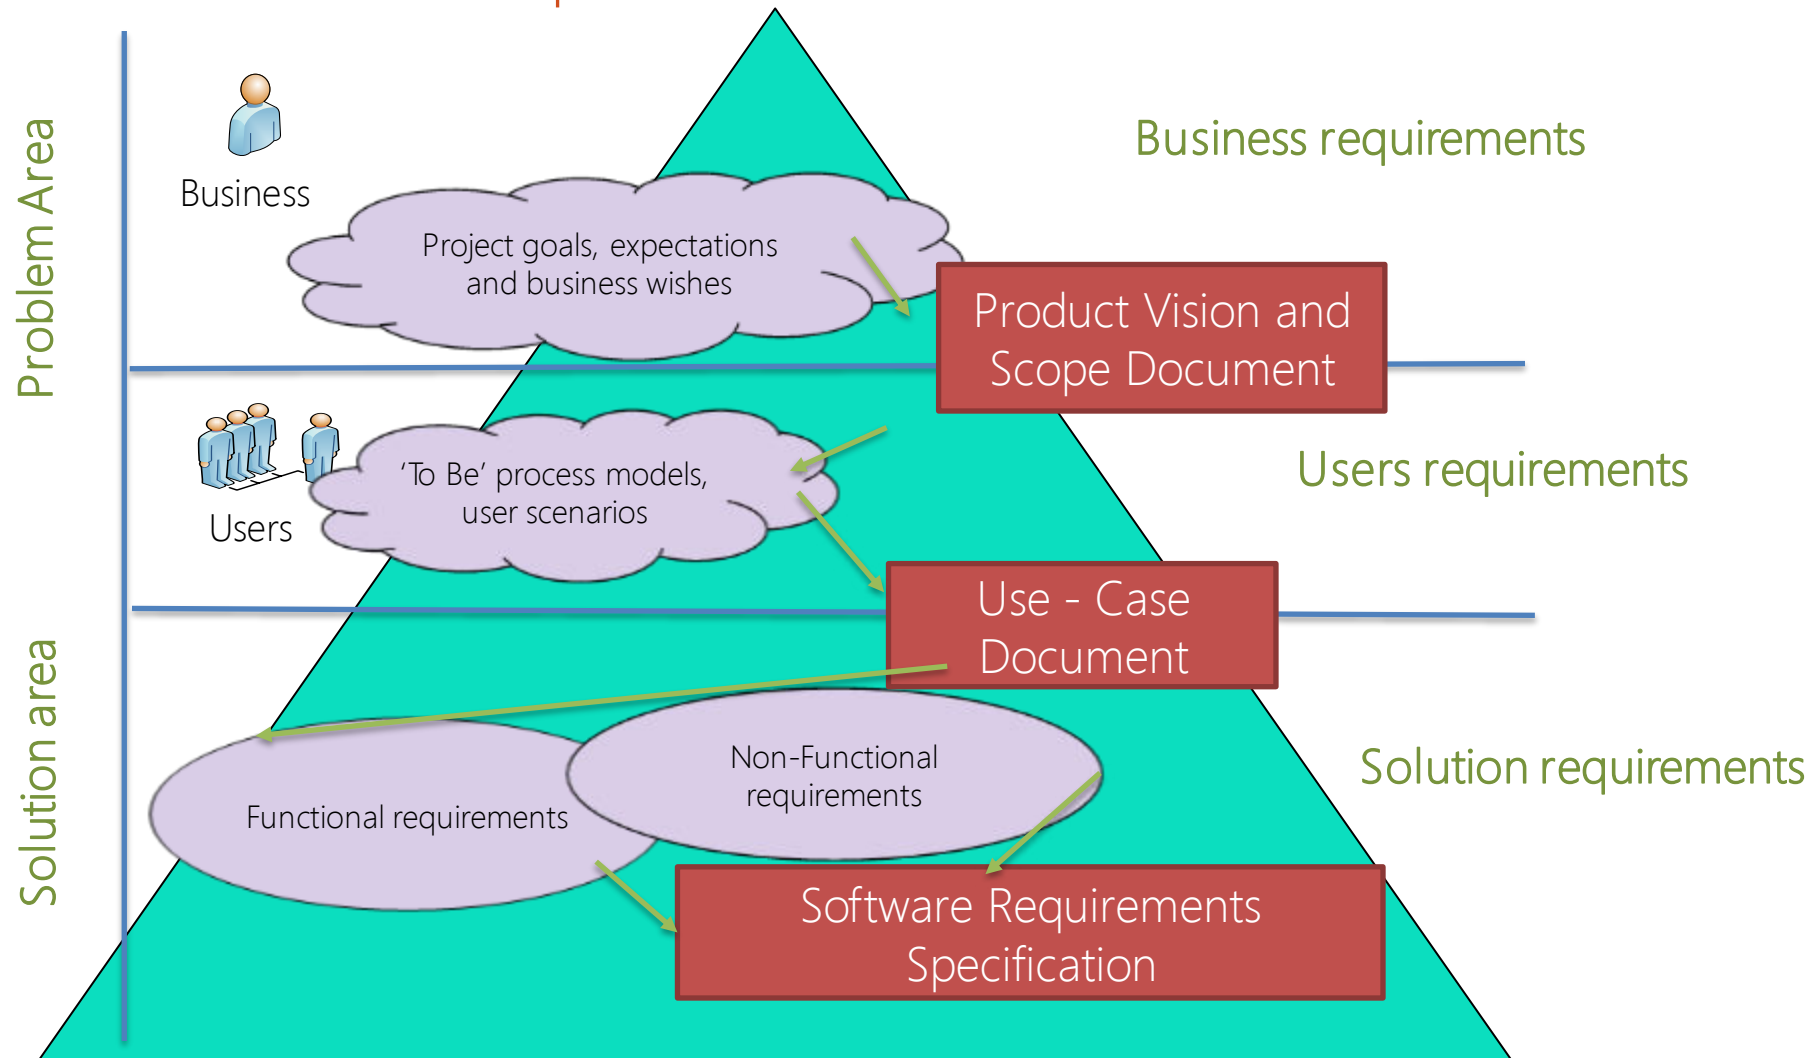 Problem Area
Business
Business requirements
Project goals, expectations
and business wishes
Product Vision and
Scope Document
Users
‘To Be’ process models,
user scenarios
Users requirements
Use - Case
Document
Solution area
Functional requirements
Non-Functional
requirements
Solution requirements
Software Requirements
Specification